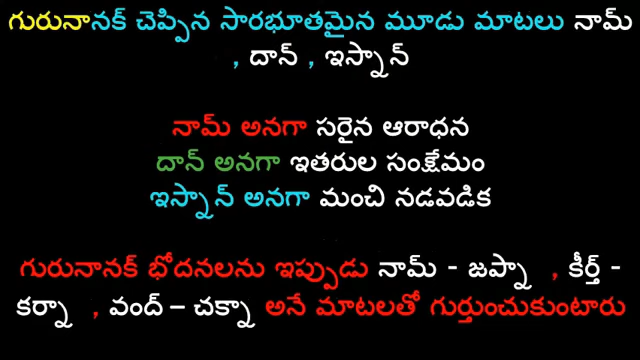 గురునానక్ చెప్పిన సారభూతమైన మూడు మాటలు నామ్
, దాన్ , ఇస్నాన్
నామ్ అనగా సరైన ఆరాధన
దాన్ అనగా ఇతరుల సంక్షేమం
ఇస్నాన్ అనగా మంచి నడవడిక
గురునానక్ భోదనలను ఇప్పుడు నామ్ - జప్నా , కీర్త్ -
కర్నా , వంద్ – చక్నా అనే మాటలతో గుర్తుంచుకుంటారు